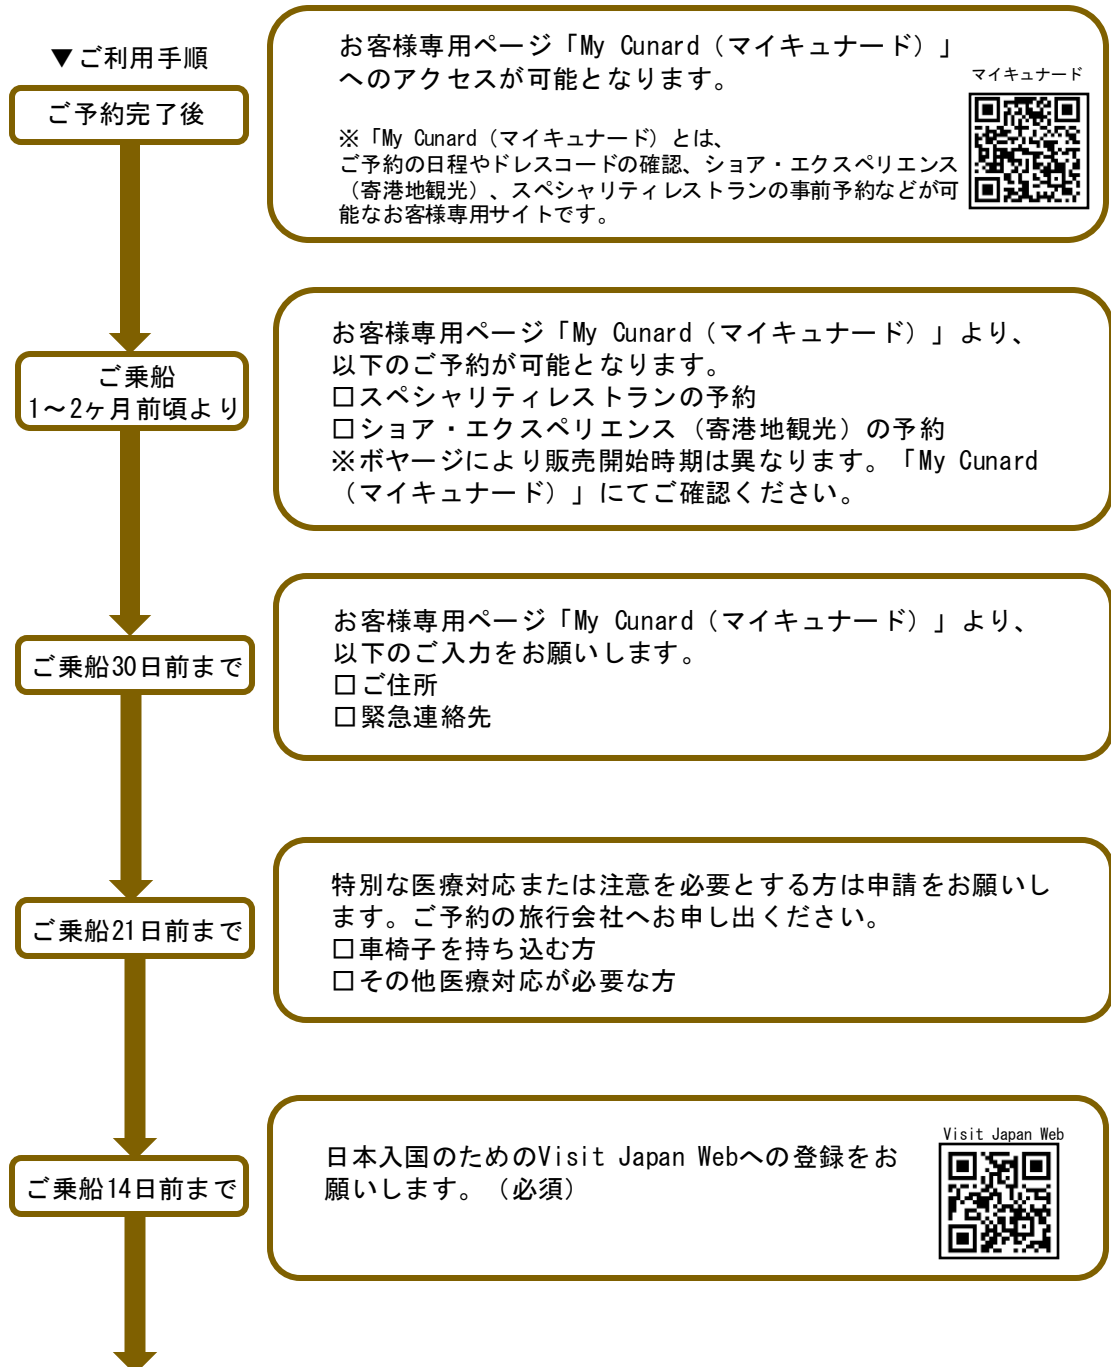 ▼ご利用手順
ご予約完了後
お客様専用ページ「My Cunard（マイキュナード）」
へのアクセスが可能となります。
マイキュナード
※「My Cunard（マイキュナード）とは、
ご予約の日程やドレスコードの確認、ショア・エクスペリエンス
（寄港地観光）、スペシャリティレストランの事前予約などが可
能なお客様専用サイトです。
ご乗船
1～2ヶ月前頃より
お客様専用ページ「My Cunard（マイキュナード）」より、
以下のご予約が可能となります。
□スペシャリティレストランの予約
□ショア・エクスペリエンス（寄港地観光）の予約
※ボヤージにより販売開始時期は異なります。「My Cunard
（マイキュナード）」にてご確認ください。
ご乗船30日前まで
お客様専用ページ「My Cunard（マイキュナード）」より、
以下のご入力をお願いします。
□ご住所
□緊急連絡先
ご乗船21日前まで
特別な医療対応または注意を必要とする方は申請をお願いし
ます。ご予約の旅行会社へお申し出ください。
□車椅子を持ち込む方
□その他医療対応が必要な方
ご乗船14日前まで
日本入国のためのVisit Japan Webへの登録をお
願いします。（必須）
Visit Japan Web